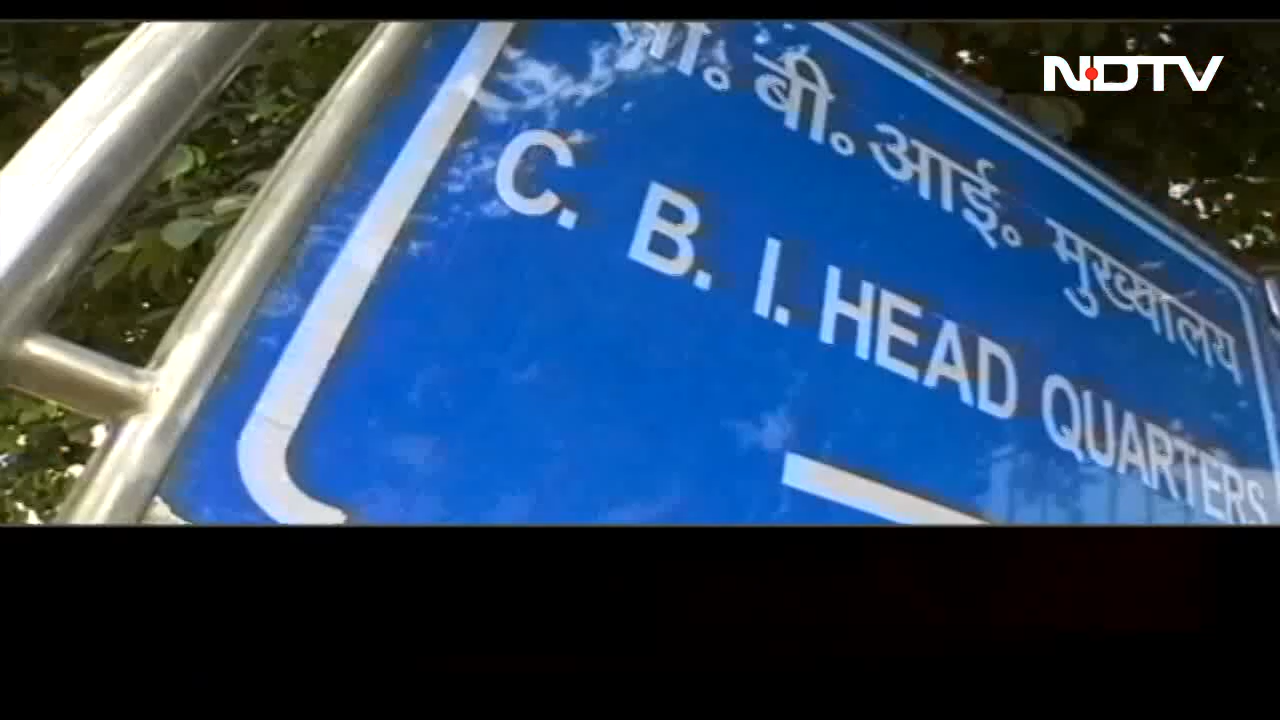 NDTV
बी॰ आई॰ मुख्यालय
C. B. I. HEAD QUARTERS